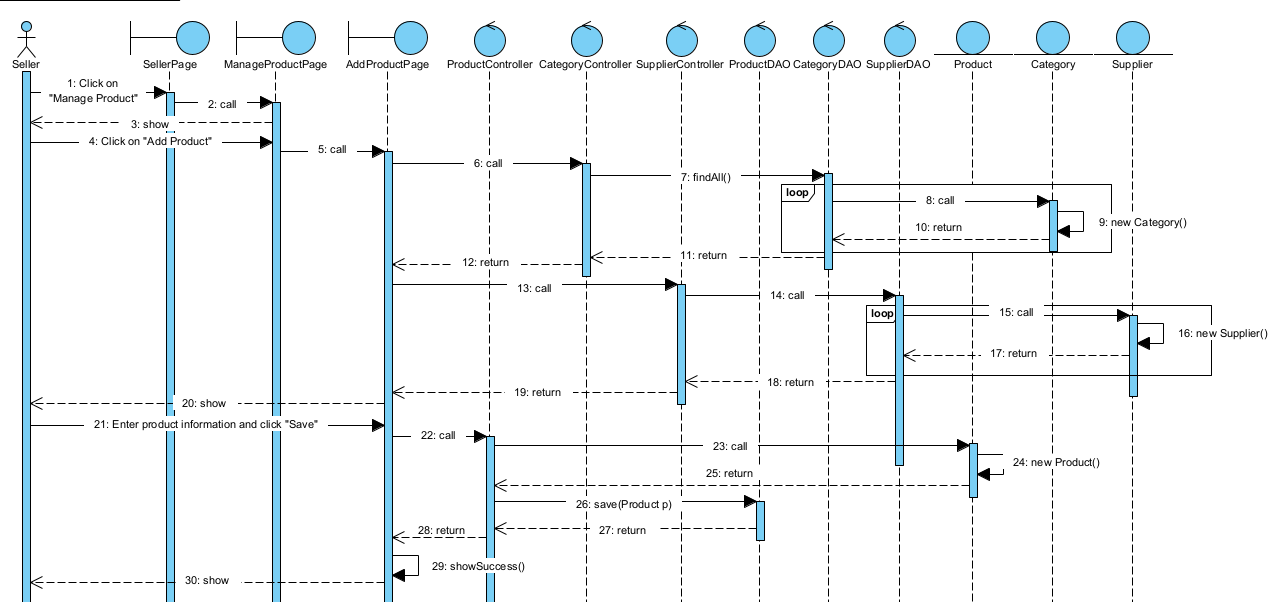 Seller
SellerPage
ManageProductPage
AddProductPage
ProductController
CategoryController
SupplierController
ProductDAO
CategoryDAO
SupplierDAO
Product
Category
Supplier
1: Click on
"Manage Product"
2: call
3: show
4: Click on "Add Product"
5: call
6: call
7: findAll()
loop
8: call
9: new Category()
10: return
11: return
12: return
13: call
14: call
loop
15: call
16: new Supplier()
17: return
18: return
19: return
20: show
21: Enter product information and click "Save"
22: call
23: call
24: new Product()
25: return
26: save(Product p)
27: return
28: return
29: showSuccess()
30: show